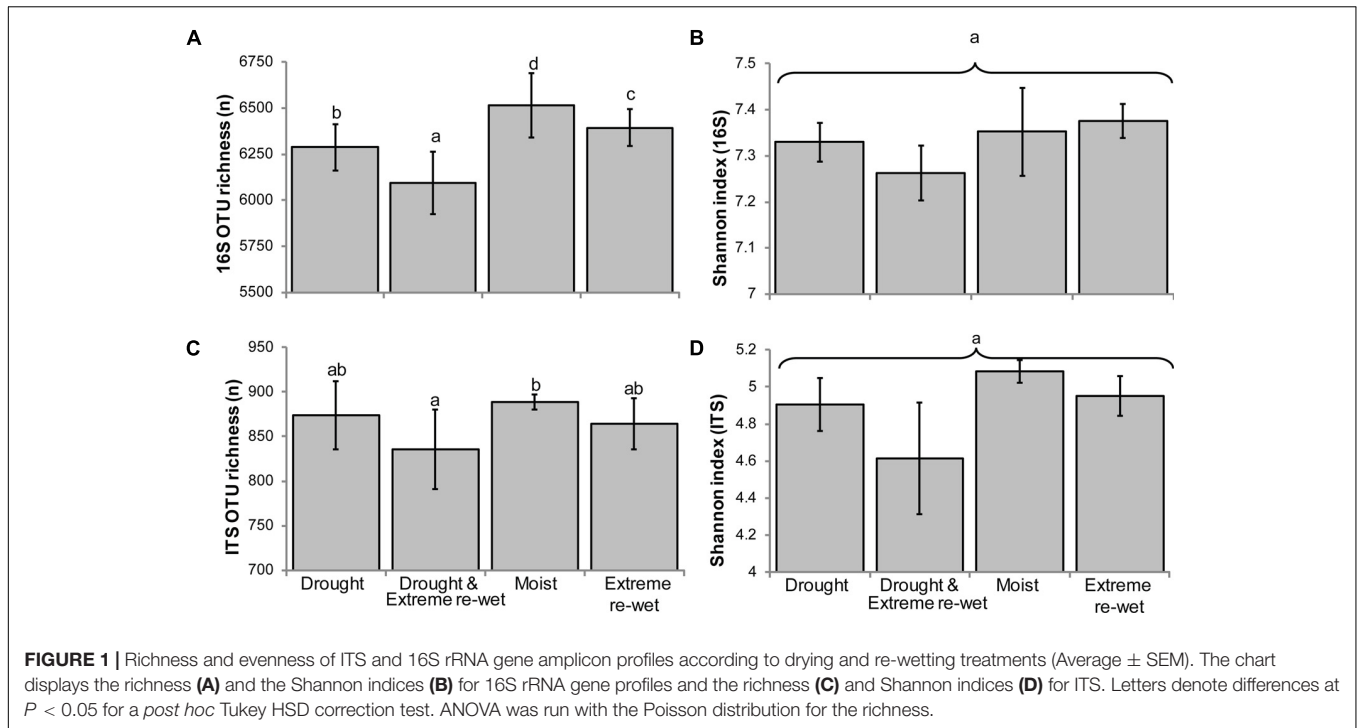 A
6750
6500
6250
6000
5750
5500
16S OTU richness (n)
b
a
d
c
B
a
7.5
7.4
7.3
7.2
7.1
7
Shannon index (16S)
C
950
900
850
800
750
700
ITS OTU richness (n)
ab
a
b
ab
Drought
Drought &
Extreme re-wet
Moist
Extreme
re-wet
D
a
5.2
5
4.8
4.6
4.4
4.2
4
Shannon index (ITS)
Drought
Drought &
Extreme re-wet
Moist
Extreme
re-wet
FIGURE 1 | Richness and evenness of ITS and 16S rRNA gene amplicon profiles according to drying and re-wetting treatments (Average ± SEM). The chart
displays the richness (A) and the Shannon indices (B) for 16S rRNA gene profiles and the richness (C) and Shannon indices (D) for ITS. Letters denote differences at
P < 0.05 for a post hoc Tukey HSD correction test. ANOVA was run with the Poisson distribution for the richness.